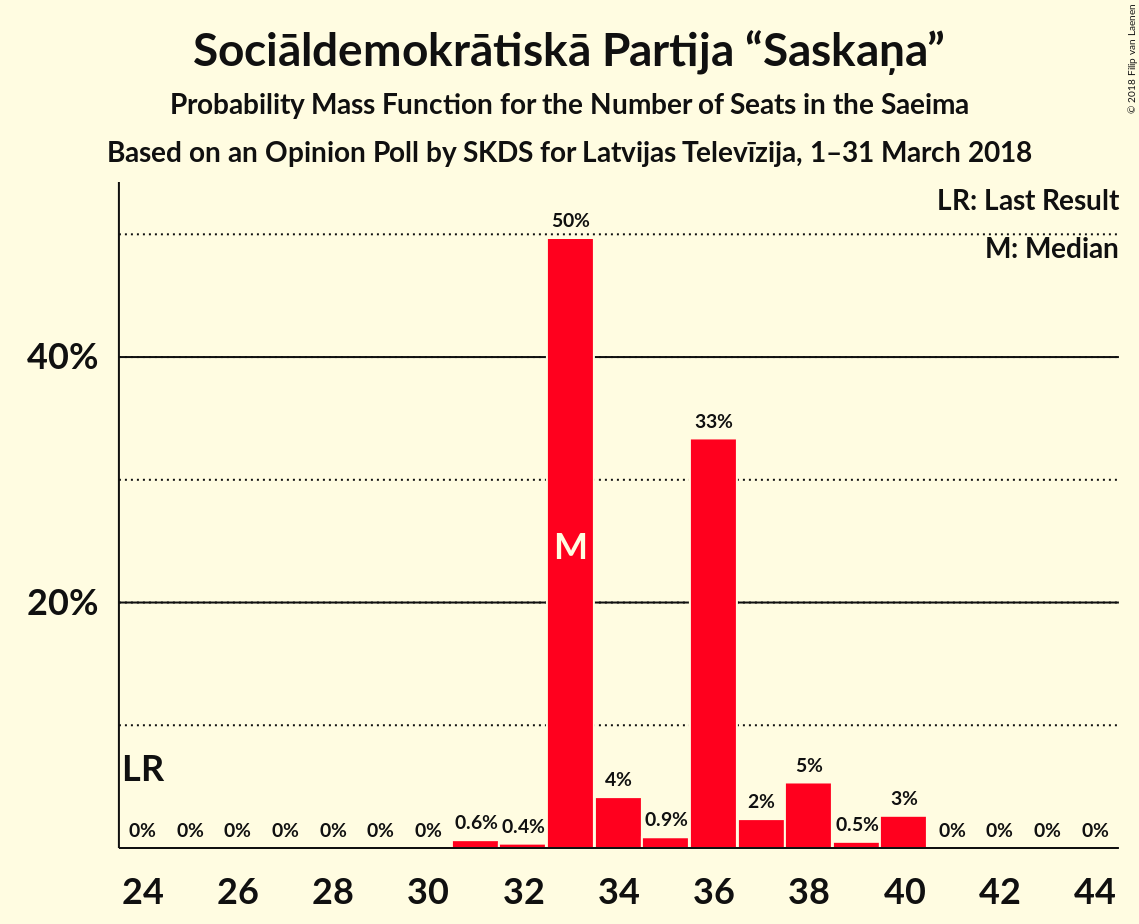 Sociāldemokrātiskā Partija “Saskaņa”
Probability Mass Function for the Number of Seats in the Saeima
Based on an Opinion Poll by SKDS for Latvijas Televīzija, 1–31 March 2018
© 2018 Filip van Laenen
LR: Last Result
M: Median
50%
40%
33%
M
20%
LR
0% 0% 0% 0% 0% 0% 0% 0.6% 0.4% 4% 0.9% 2% 5% 0.5% 3% 0% 0% 0% 0%
24 26 28 30 32 34 36 38 40 42 44